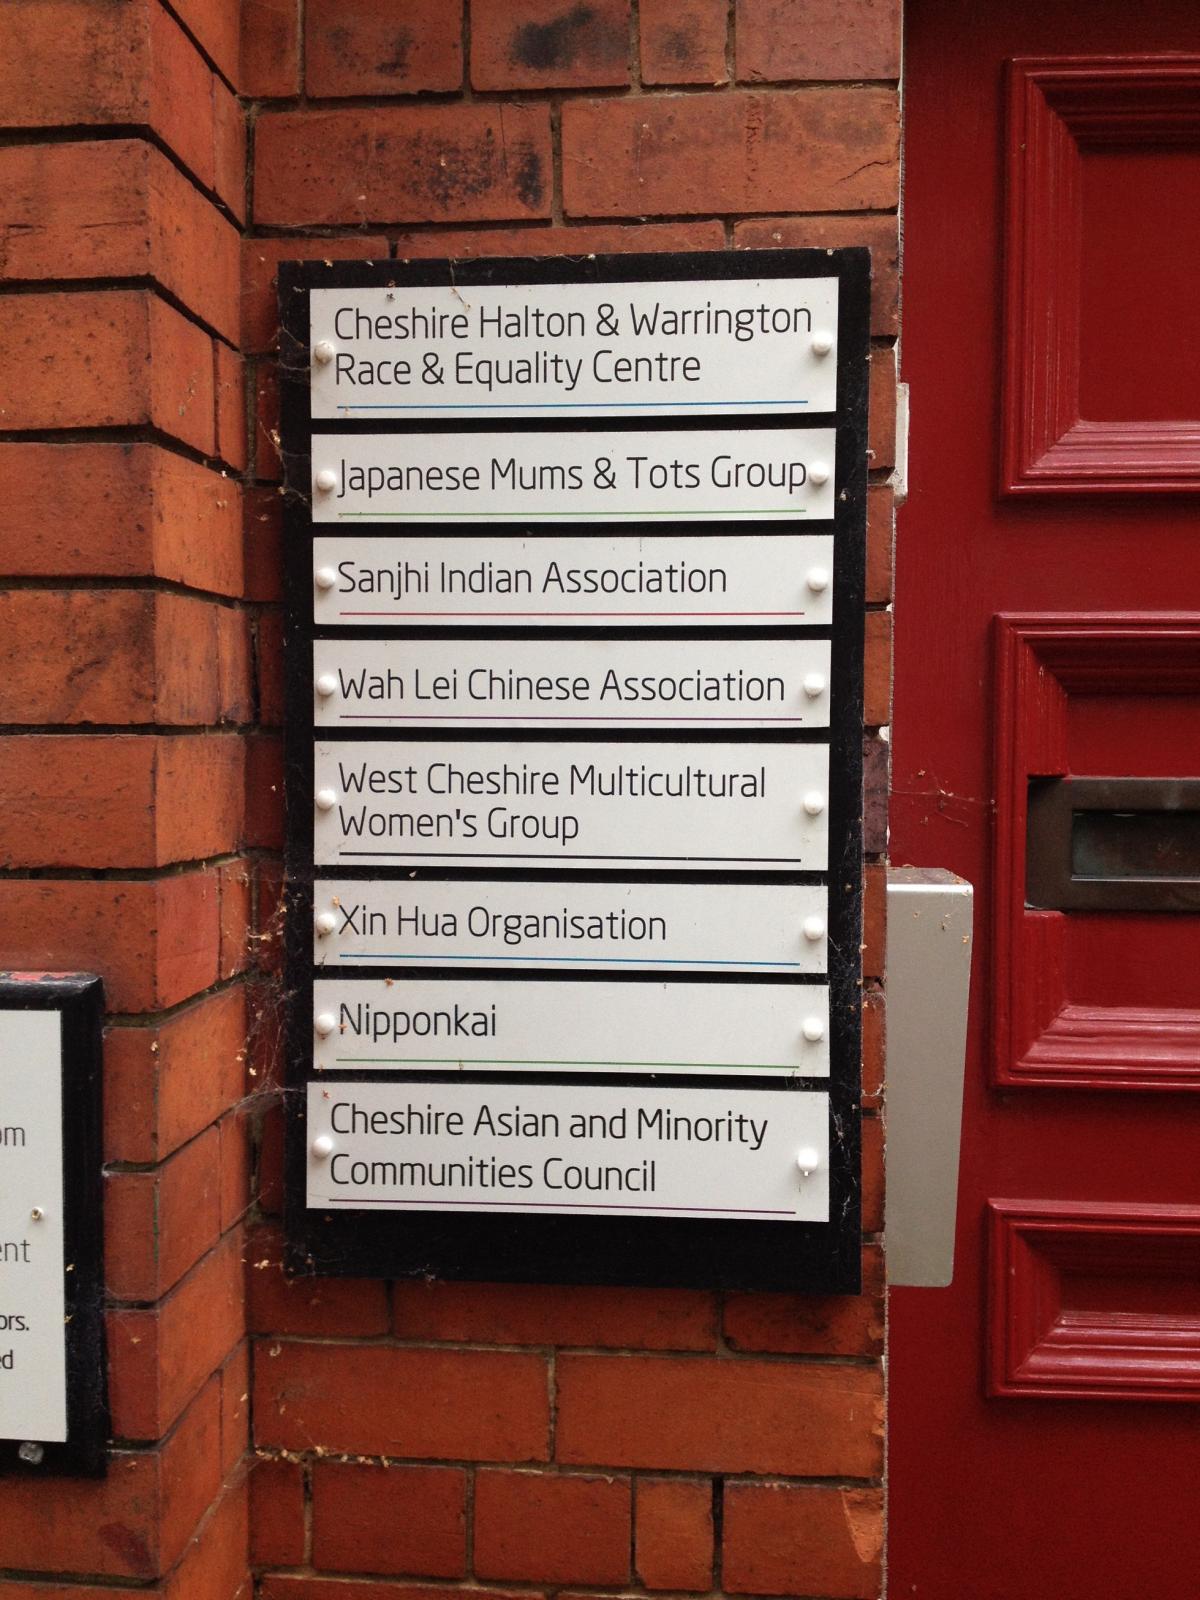 Cheshire Halton & Warrington
Race & Equality Centre
Japanese Mums & Tots Group
Sanjhi Indian Association
Wah Lei Chinese Association
West Cheshire Multicultural
Women's Group
Xin Hua Organisation
Nipponkai
Cheshire Asian and Minority
Communities Council